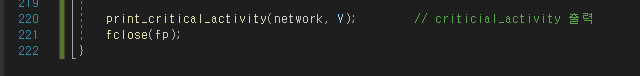 219
220 print_critical_activity(network, V); // criticial_activity 출력
221 fclose(fp);
222 }